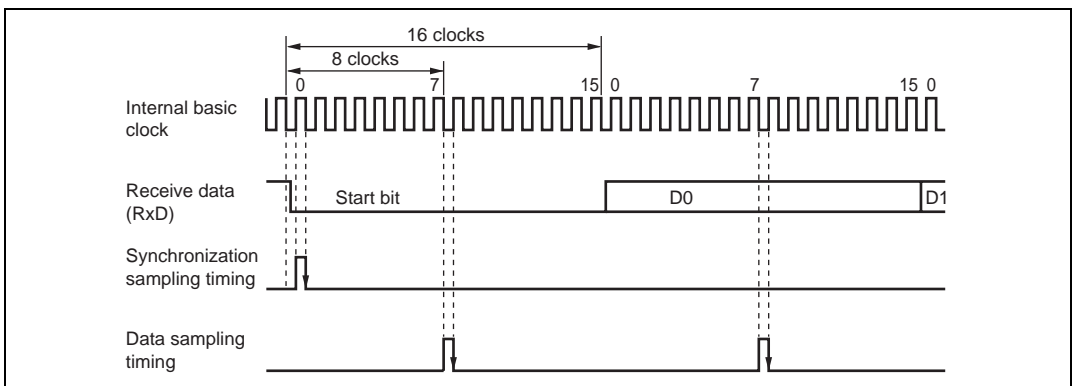 16 clocks
8 clocks
0 7 15 0 7 15 0
Internal basic
clock
Receive data
(RxD)
Start bit D0 D1
Synchronization
sampling timing
Data sampling
timing